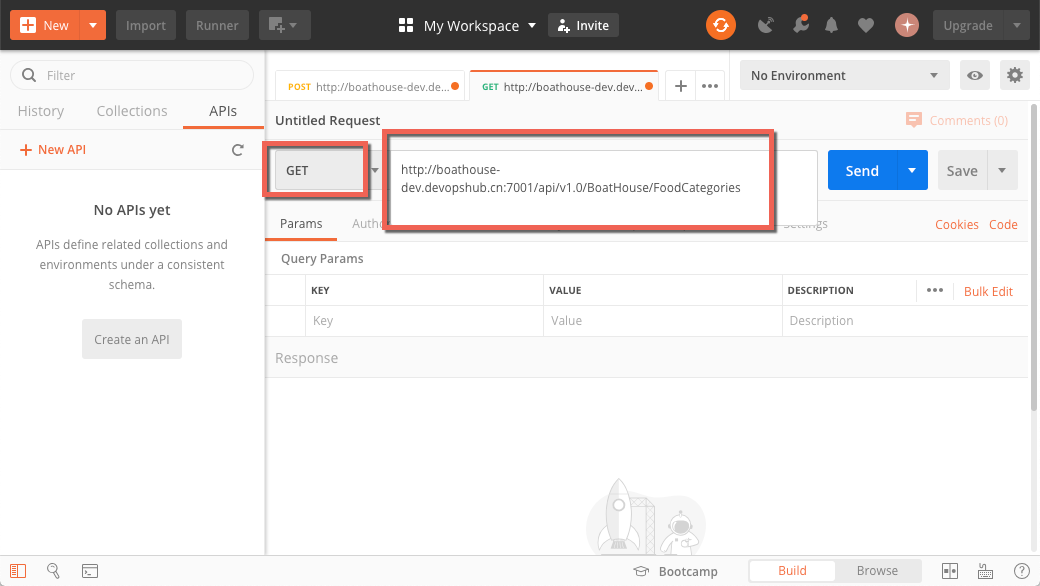 New
Import
Runner
My Workspace
Invite
Upgrade
Filter
History
Collections
APIs
New API
No APIs yet
APIs define related collections and
environments under a consistent
schema.
Create an API
POST http://boathouse-dev.de...
GET http://boathouse-dev.dev...
No Environment
Untitled Request
Comments (0)
GET
http://boathouse-
dev.devopshub.cn:7001/api/v1.0/BoatHouse/FoodCategories
Send
Save
Params
Cookies
Code
Query Params
KEY
VALUE
DESCRIPTION
Bulk Edit
Key
Value
Description
Response
Bootcamp
Build
Browse